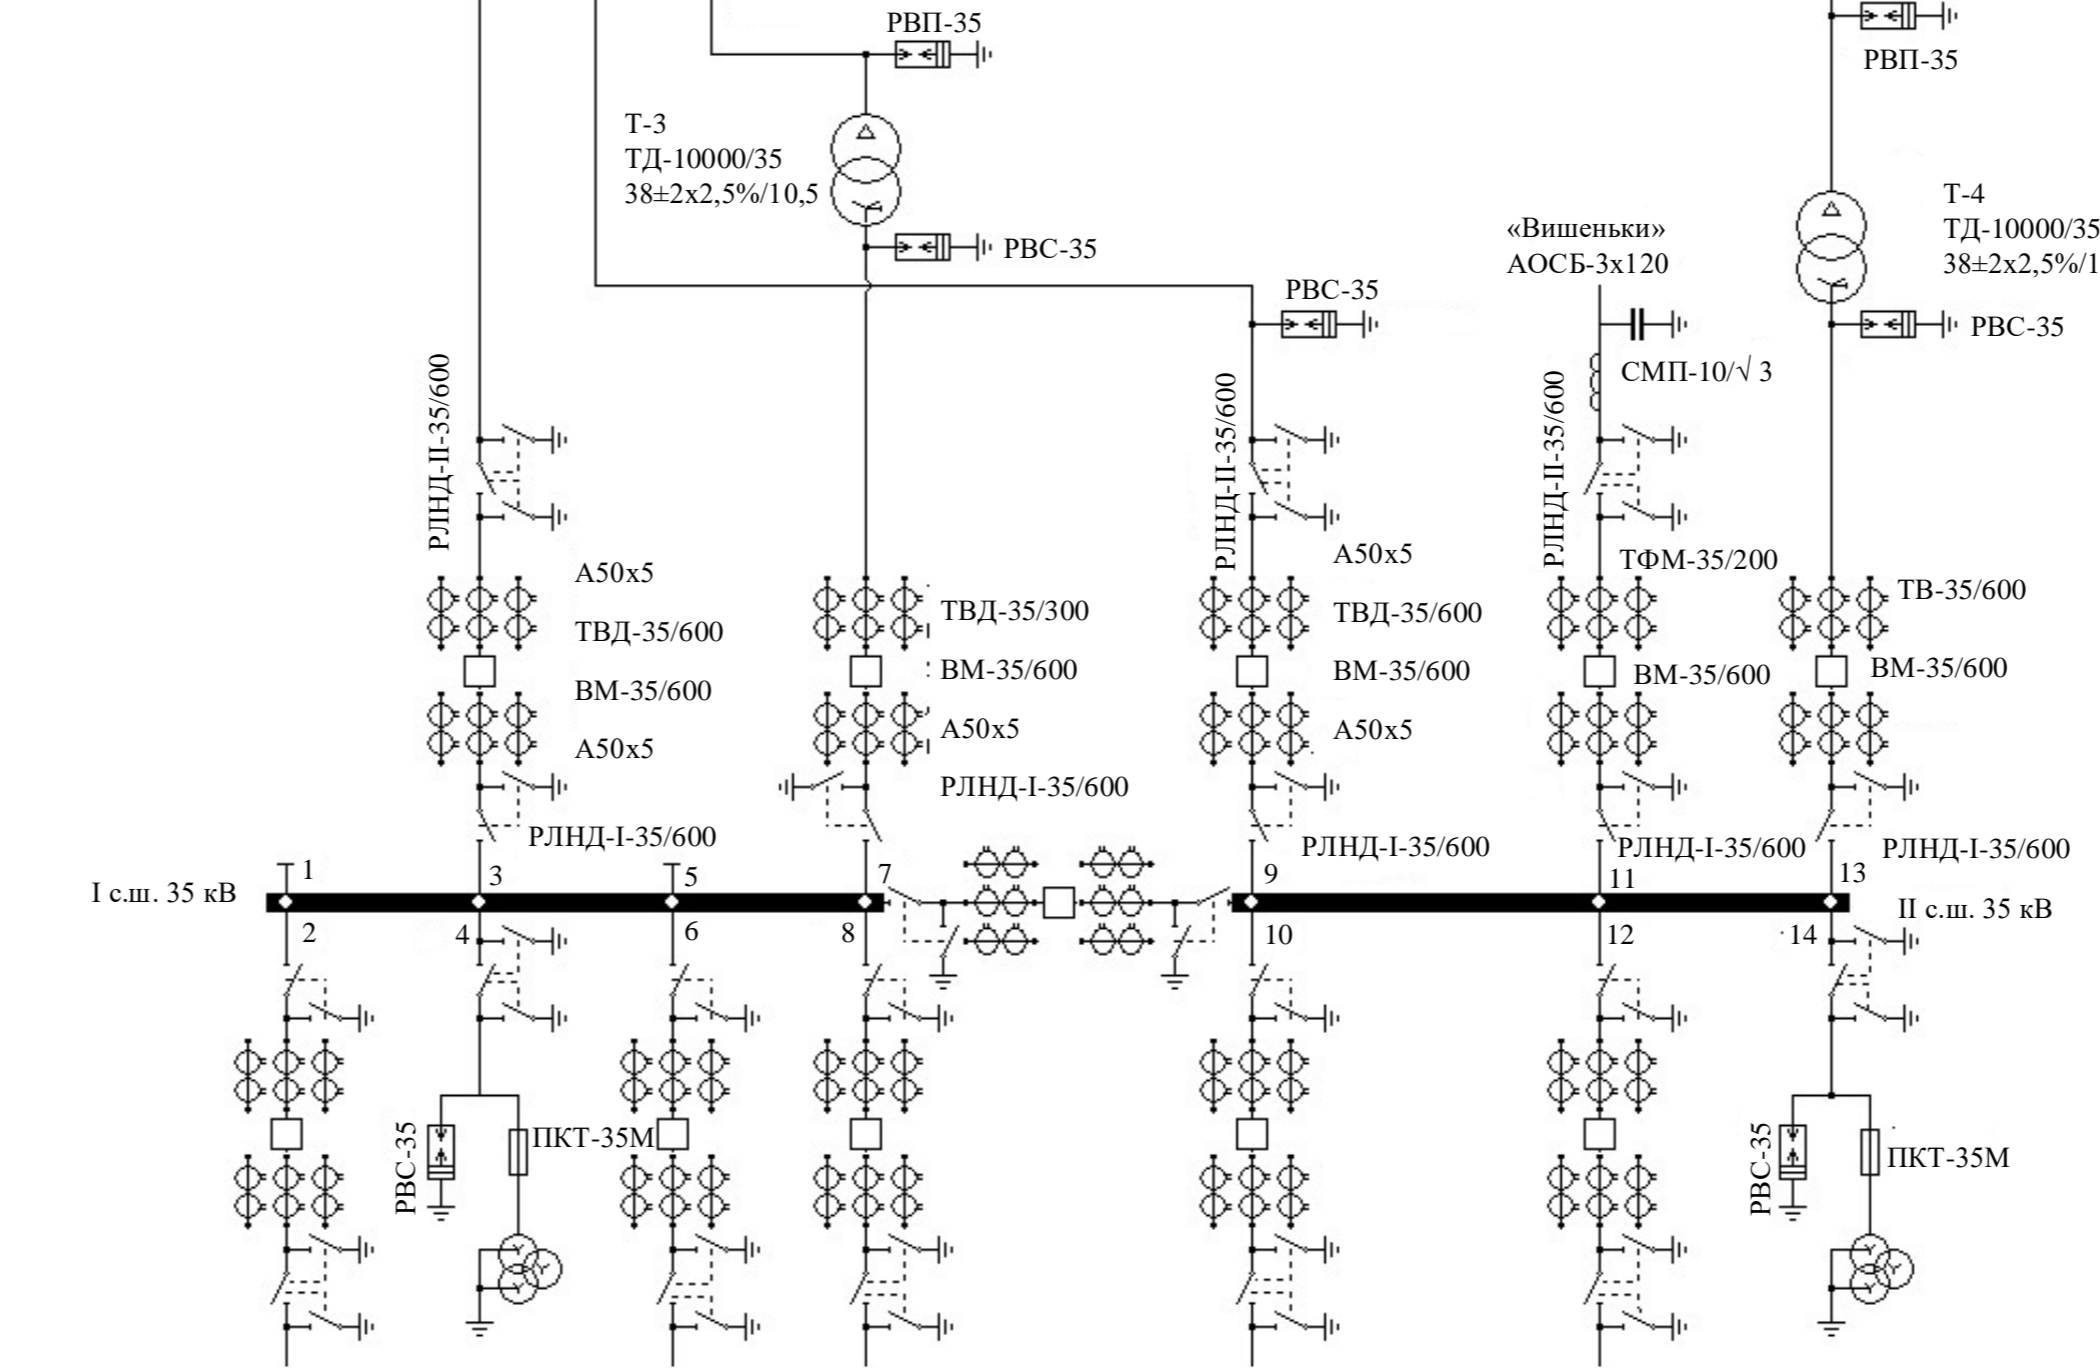 РВП-35
РВП-35
Т-3
ТД-10000/35
38±2х2,5%/10,5
РВС-35
Т-4
ТД-10000/35
38±2х2,5%/1
«Вишеньки»
АОСБ-3х120
РВС-35
РВС-35
СМП-10/√ 3
РЛНД-II-35/600
РЛНД-II-35/600
РЛНД-II-35/600
А50х5
ТВД-35/600
ВМ-35/600
А50х5
РЛНД-I-35/600
ТВД-35/300
ВМ-35/600
А50х5
РЛНД-I-35/600
А50х5
ТВД-35/600
ВМ-35/600
А50х5
РЛНД-I-35/600
ТФМ-35/200
ВМ-35/600
РЛНД-I-35/600
ТВ-35/600
ВМ-35/600
РЛНД-I-35/600
I с.ш. 35 кВ
1
3
5
7
9
11
13
II с.ш. 35 кВ
2
4
6
8
10
12
14
РВС-35
ПКТ-35М
РВС-35
ПКТ-35М